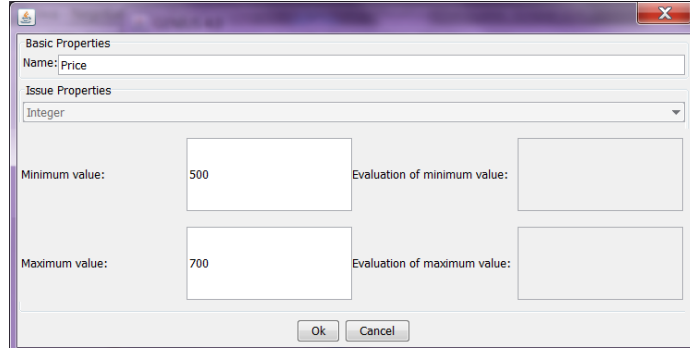 Basic Properties
Name: Price
Issue Properties
Integer
Minimum value: 500 Evaluation of minimum value:
Maximum value: 700 Evaluation of maximum value:
Ok Cancel